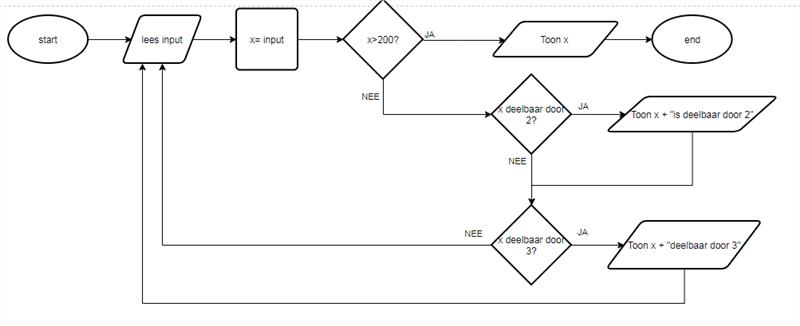 start
lees input
x= input
x>200?
JA
Toon x
end
NEE
x deelbaar door
2?
JA
Toon x + "is deelbaar door 2"
NEE
x deelbaar door
3?
NEE
JA
Toon x + "deelbaar door 3"